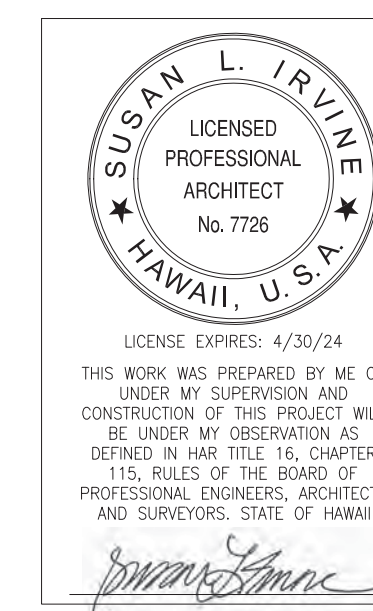 SUSAN L. IRVINE
LICENSED
PROFESSIONAL
ARCHITECT
No. 7726
★ HAWAII, U.S.A. ★
LICENSE EXPIRES: 4/30/24
THIS WORK WAS PREPARED BY ME O
UNDER MY SUPERVISION AND
CONSTRUCTION OF THIS PROJECT WIL
BE UNDER MY OBSERVATION AS
DEFINED IN HAR TITLE 16, CHAPTER
115, RULES OF THE BOARD OF
PROFESSIONAL ENGINEERS, ARCHITECT
AND SURVEYORS. STATE OF HAWAII